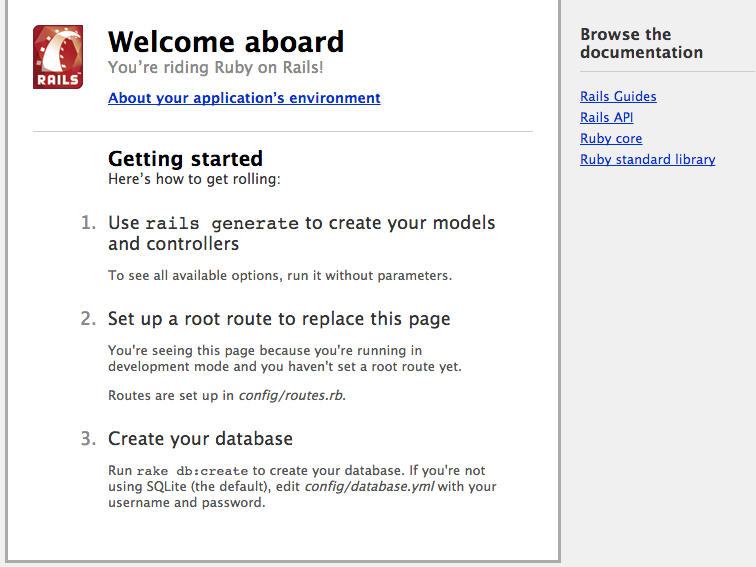 RAILS
Welcome aboard
You’re riding Ruby on Rails!
About your application’s environment
Getting started
Here’s how to get rolling:
1. Use rails generate to create your models
and controllers
To see all available options, run it without parameters.
2. Set up a root route to replace this page
You're seeing this page because you're running in
development mode and you haven't set a root route yet.
Routes are set up in config/routes.rb.
3. Create your database
Run rake db:create to create your database. If you're not
using SQLite (the default), edit config/database.yml with your
username and password.
Browse the
documentation
Rails Guides
Rails API
Ruby core
Ruby standard library